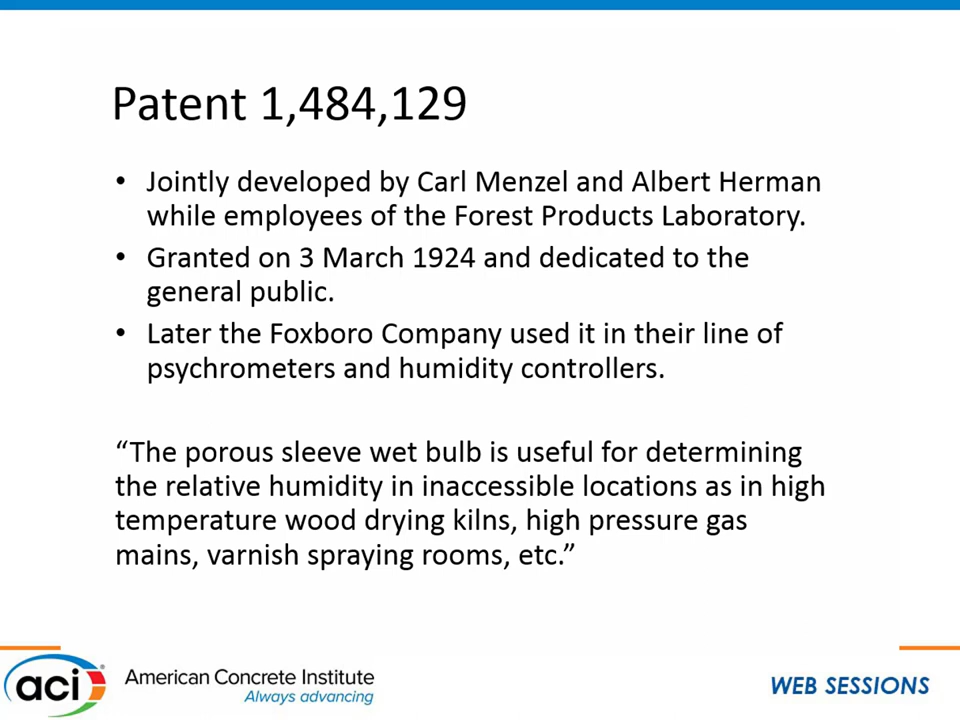 Patent 1,484,129
• Jointly developed by Carl Menzel and Albert Herman
while employees of the Forest Products Laboratory.
• Granted on 3 March 1924 and dedicated to the
general public.
• Later the Foxboro Company used it in their line of
psychrometers and humidity controllers.
“The porous sleeve wet bulb is useful for determining
the relative humidity in inaccessible locations as in high
temperature wood drying kilns, high pressure gas
mains, varnish spraying rooms, etc.”
aci®
American Concrete Institute
Always advancing
WEB SESSIONS